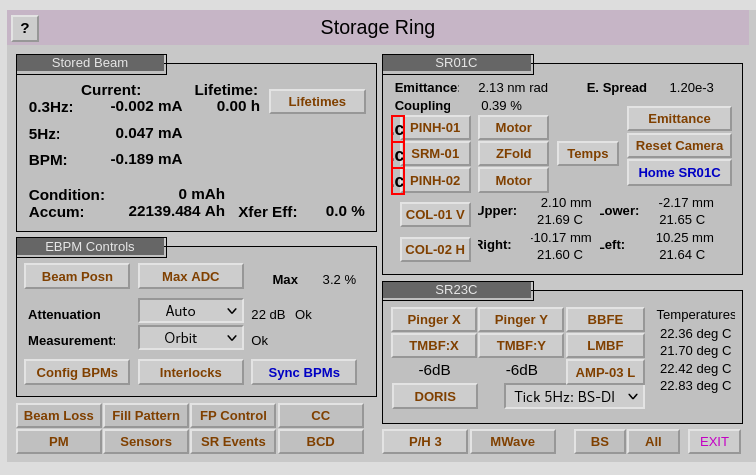 ? Storage Ring
Stored Beam
Current: Lifetime:
0.3Hz: -0.002 mA 0.00 h Lifetimes
5Hz: 0.047 mA
BPM: -0.189 mA
Condition: 0 mAh
Accum: 22139.484 Ah Xfer Eff: 0.0 %
EBPM Controls
Beam Posn Max ADC Max 3.2 %
Attenuation Auto 22 dB Ok
Measurement: Orbit Ok
Config BPMs Interlocks Sync BPMs
Beam Loss Fill Pattern FP Control CC
PM Sensors SR Events BCD
SR01C
Emittance: 2.13 nm rad E. Spread 1.20e-3
Coupling 0.39 %
Emittance
c PINH-01 Motor
Reset Camera
c SRM-01 ZFold Temps
Home SR01C
c PINH-02 Motor
COL-01 V Upper: 2.10 mm Lower: -2.17 mm
21.69 C 21.65 C
COL-02 H Right: -10.17 mm Left: 10.25 mm
21.60 C 21.64 C
SR23C
Pinger X Pinger Y BBFE Temperatures
TMBF:X TMBF:Y LMBF 22.36 deg C
21.70 deg C
-6dB -6dB AMP-03 L 22.42 deg C
DORIS Tick 5Hz: BS-DI 22.83 deg C
P/H 3 MWave BS All EXIT